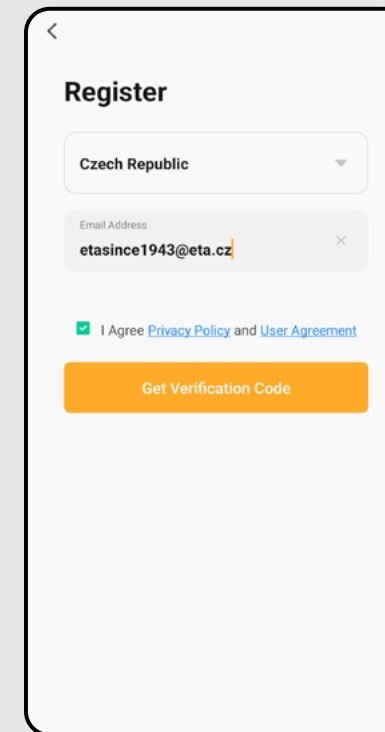 Register
Czech Republic
Email Address
etasince1943@eta.cz
I Agree Privacy Policy and User Agreement
Get Verification Code